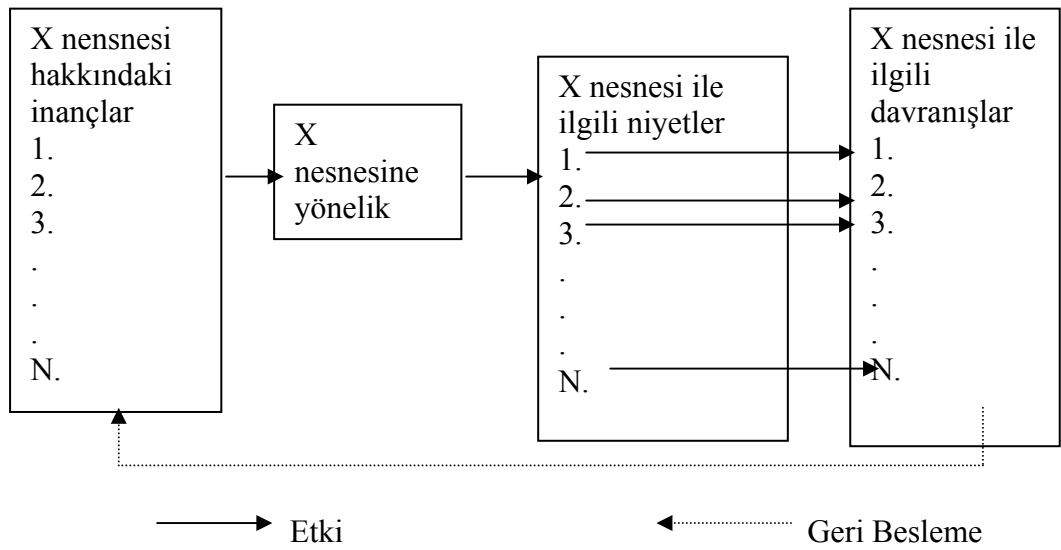 X nensnesi
hakkındaki
inançlar
1.
2.
3.
.
.
.
N.
X
nesnesine
yönelik
X nesnesi ile
ilgili niyetler
1.
2.
3.
.
.
.
N.
X nesnesi ile
ilgili
davranışlar
1.
2.
3.
.
.
.
N.
Etki
Geri Besleme